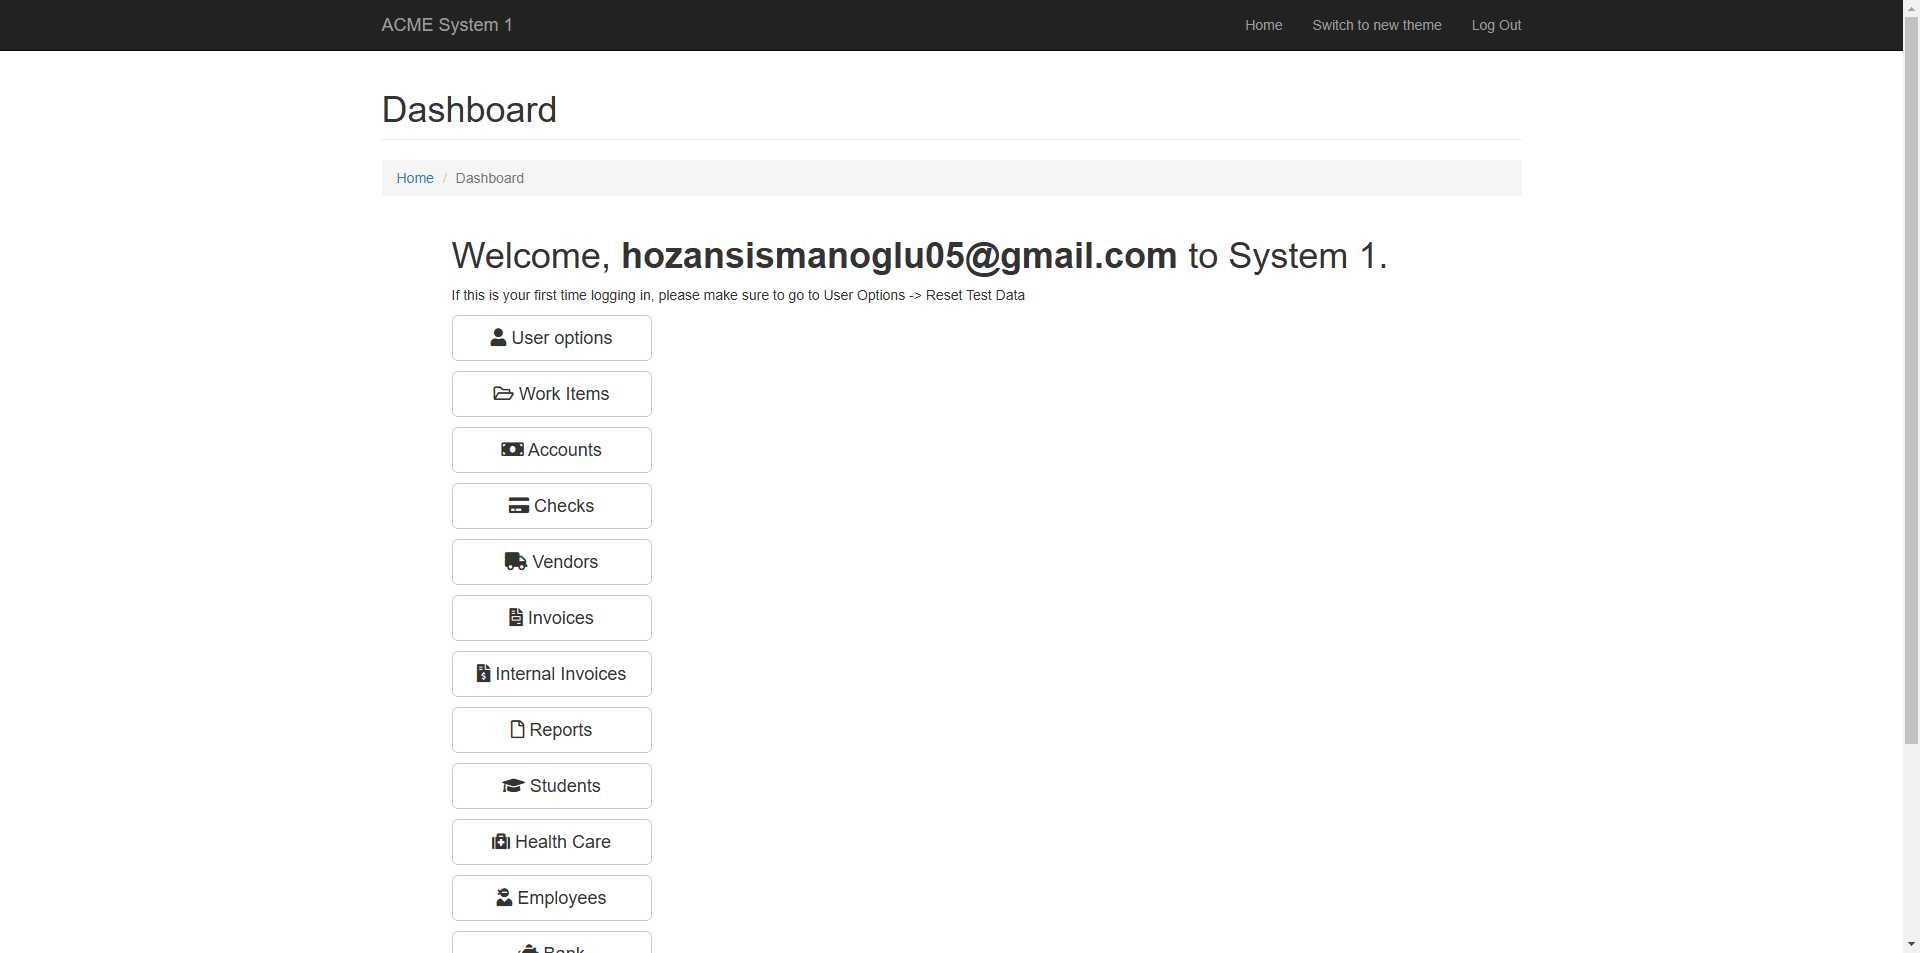 ACME System 1
Home
Switch to new theme
Log Out
Dashboard
Home / Dashboard
Welcome, hozansismanoglu05@gmail.com to System 1.
If this is your first time logging in, please make sure to go to User Options -> Reset Test Data
User options
Work Items
Accounts
Checks
Vendors
Invoices
Internal Invoices
Reports
Students
Health Care
Employees
Bank